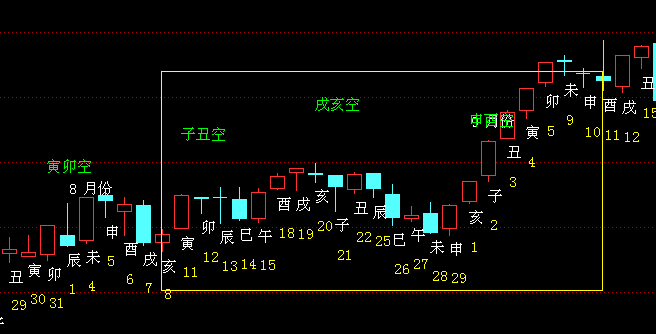 戌亥空
子丑空
申酉空
9 月份
寅卯空
8 月份
丑 寅 卯 辰 未 申 酉 戌 亥 寅 卯 辰 巳 午 酉 戌 亥 子 丑 辰 巳 午 未 申 亥 子 丑 寅 卯 未 申 酉 戌 丑
29 30 31 1 4 5 6 7 8 11 12 13 14 15 18 19 20 21 22 25 26 27 28 29 1 2 3 4 5 9 10 11 12 15